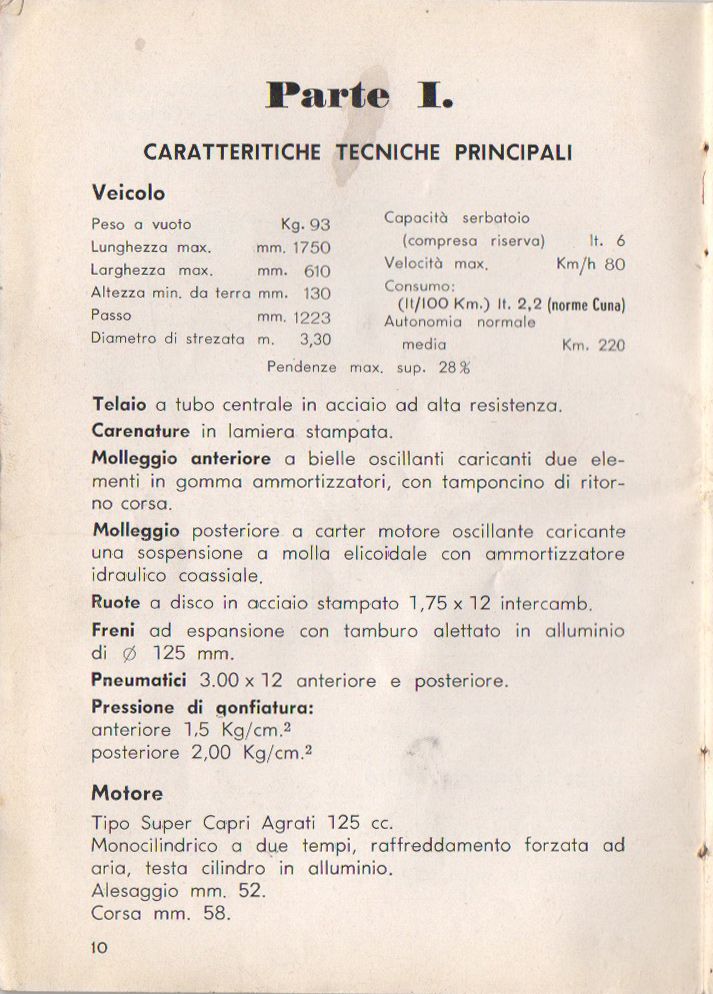 Parte I.
CARATTERITICHE TECNICHE PRINCIPALI
Veicolo
Peso a vuoto Kg. 93
Lunghezza max. mm. 1750
Larghezza max. mm. 610
Altezza min. da terra mm. 130
Passo mm. 1223
Diametro di strezata m. 3,30
Capacità serbatoio
(compresa riserva) lt. 6
Velocità max. Km/h 80
Consumo:
(lt/100 Km.) lt. 2,2 (norme Cuna)
Autonomia normale
media Km. 220
Pendenze max. sup. 28%
Telaio a tubo centrale in acciaio ad alta resistenza.
Carenature in lamiera stampata.
Molleggio anteriore a bielle oscillanti caricanti due ele-
menti in gomma ammortizzatori, con tamponcino di ritor-
no corsa.
Molleggio posteriore a carter motore oscillante caricante
una sospensione a molla elicoidale con ammortizzatore
idraulico coassiale.
Ruote a disco in acciaio stampato 1,75 x 12 intercamb.
Freni ad espansione con tamburo alettato in alluminio
di Ø 125 mm.
Pneumatici 3.00 x 12 anteriore e posteriore.
Pressione di gonfiatura:
anteriore 1,5 Kg/cm.²
posteriore 2,00 Kg/cm.²
Motore
Tipo Super Capri Agrati 125 cc.
Monocilindrico a due tempi, raffreddamento forzata ad
aria, testa cilindro in alluminio.
Alesaggio mm. 52.
Corsa mm. 58.
10